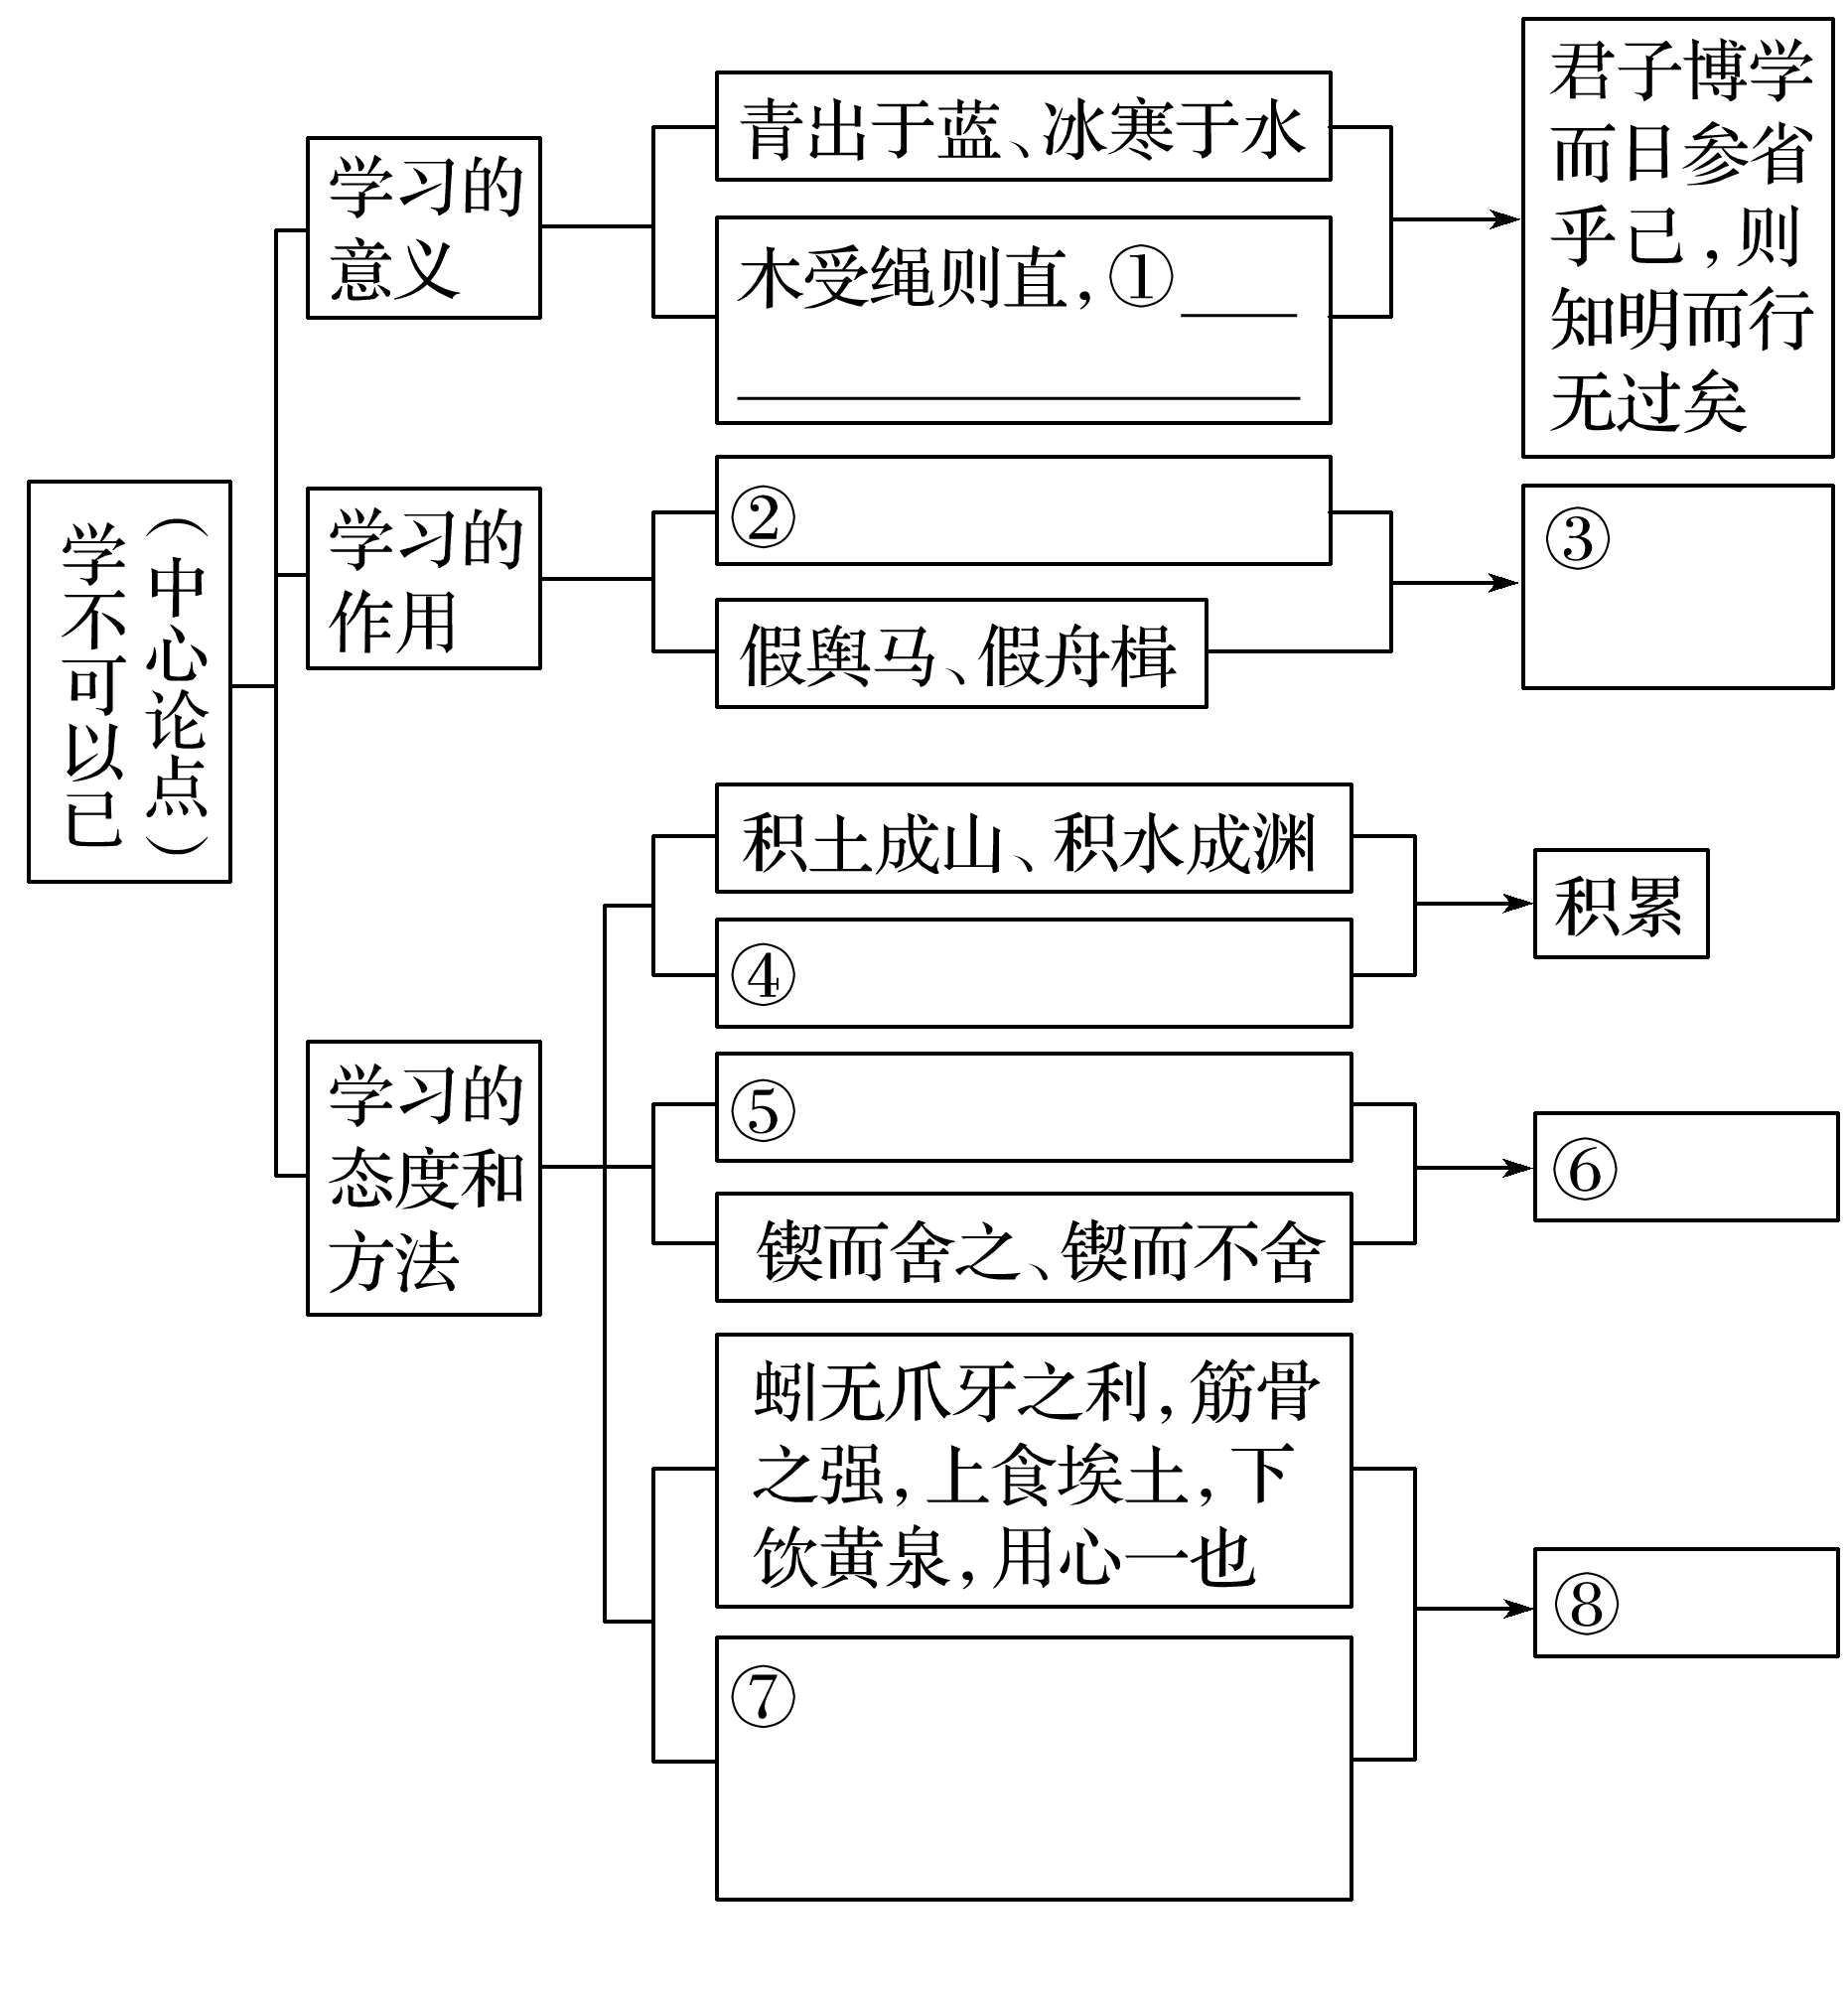 学不可以已
（中心论点）
学习的
意义
青出于蓝、冰寒于水
木受绳则直，①
君子博学
而日参省
乎己，则
知明而行
无过矣
学习的
作用
②
假舆马、假舟楫
③
学习的
态度和
方法
积土成山、积水成渊
④
积累
⑤
锲而舍之、锲而不舍
⑥
蚓无爪牙之利，筋骨
之强，上食埃土，下
饮黄泉，用心一也
⑦
⑧